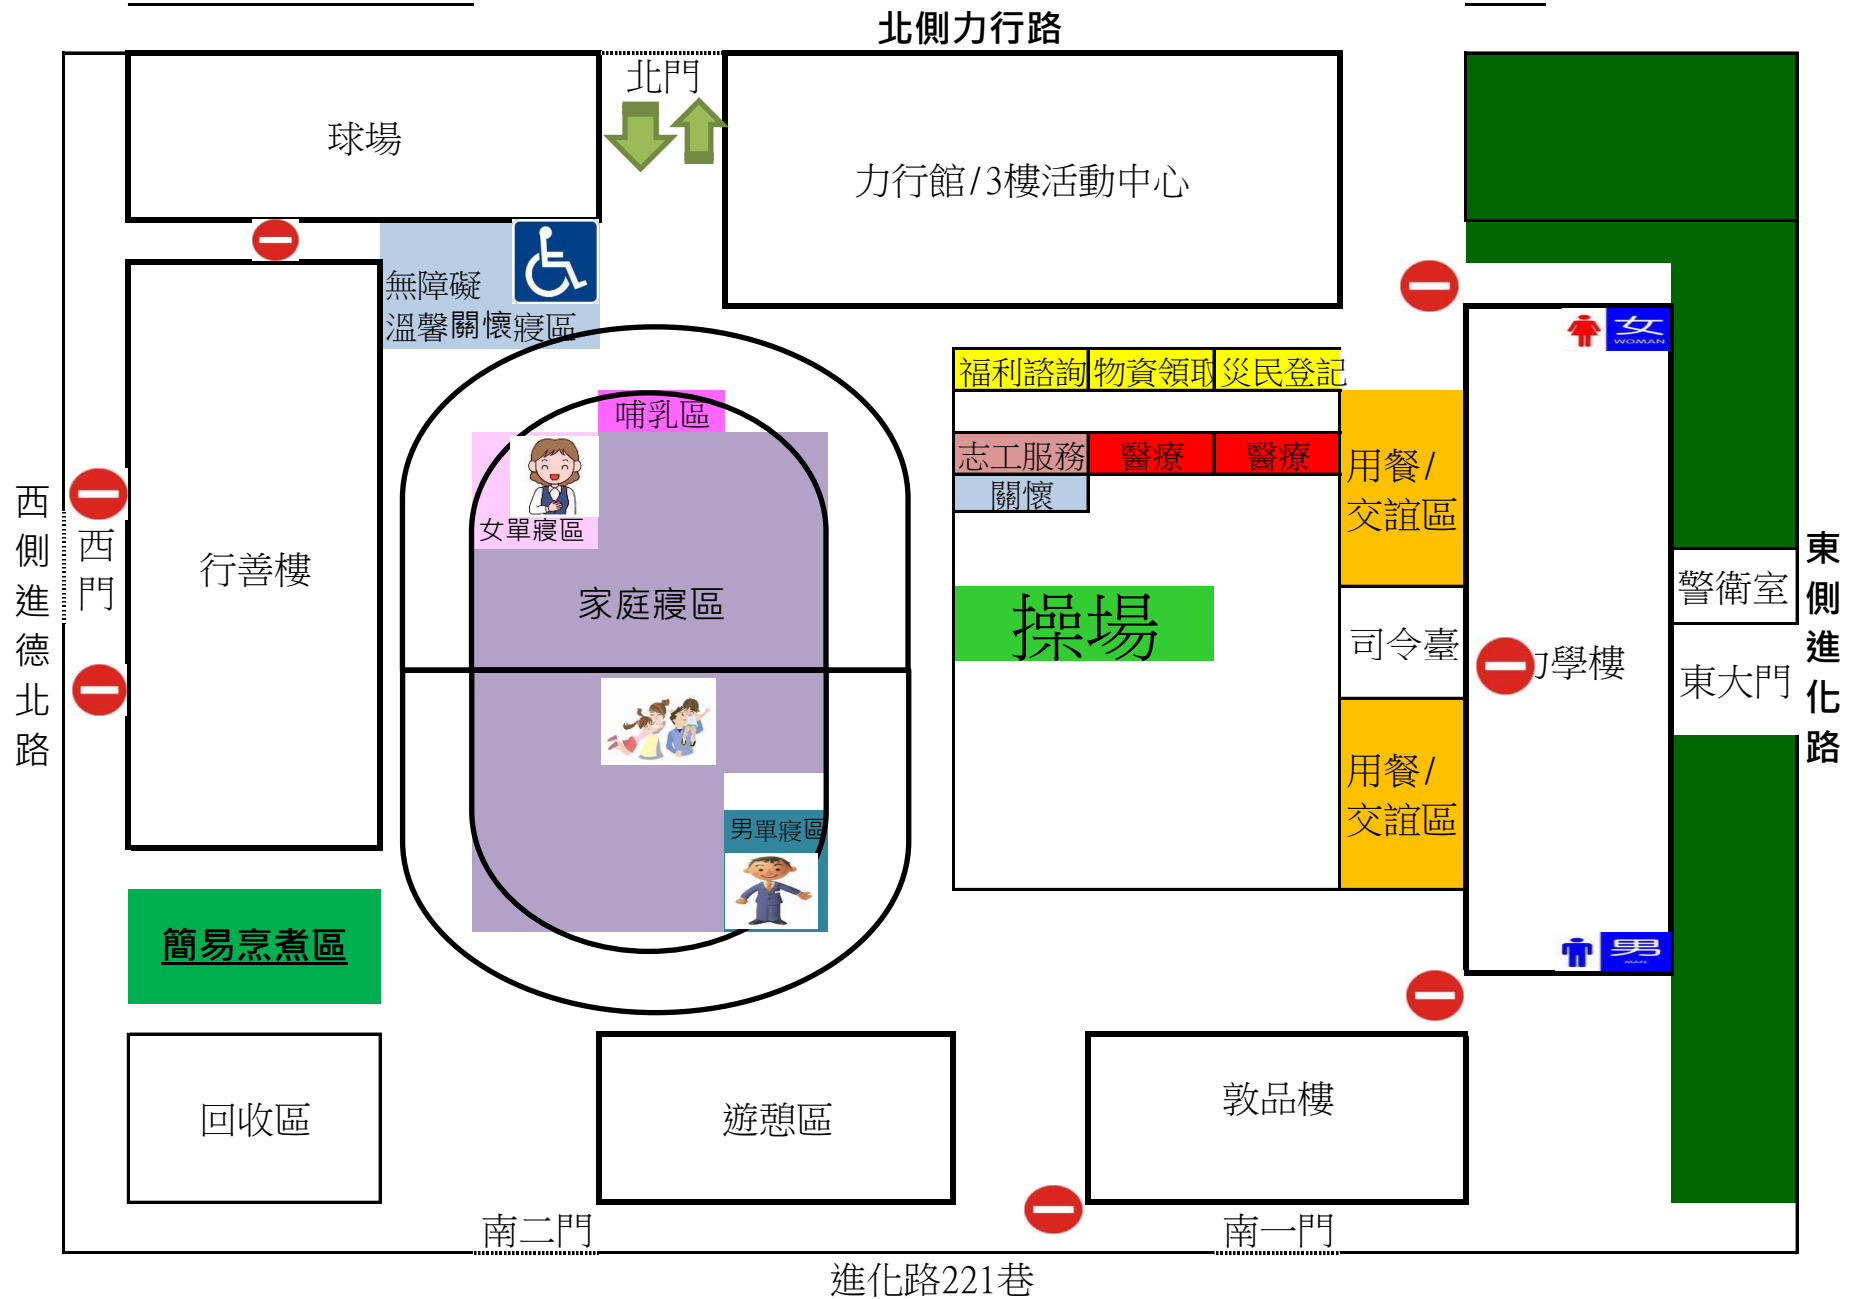 北側力行路
北門
球場
力行館/3樓活動中心
無障礙
溫馨關懷寢區
女
WOMAN
福利諮詢
物資領取
災民登記
哺乳區
志工服務
醫療
醫療
用餐/
交誼區
關懷
女單寢區
西側進德北路
西門
行善樓
家庭寢區
操場
司令臺
學樓
警衛室
東大門
東側進化路
用餐/
交誼區
男單寢區
簡易烹煮區
男
MAN
回收區
遊憩區
敦品樓
南二門
南一門
進化路221巷